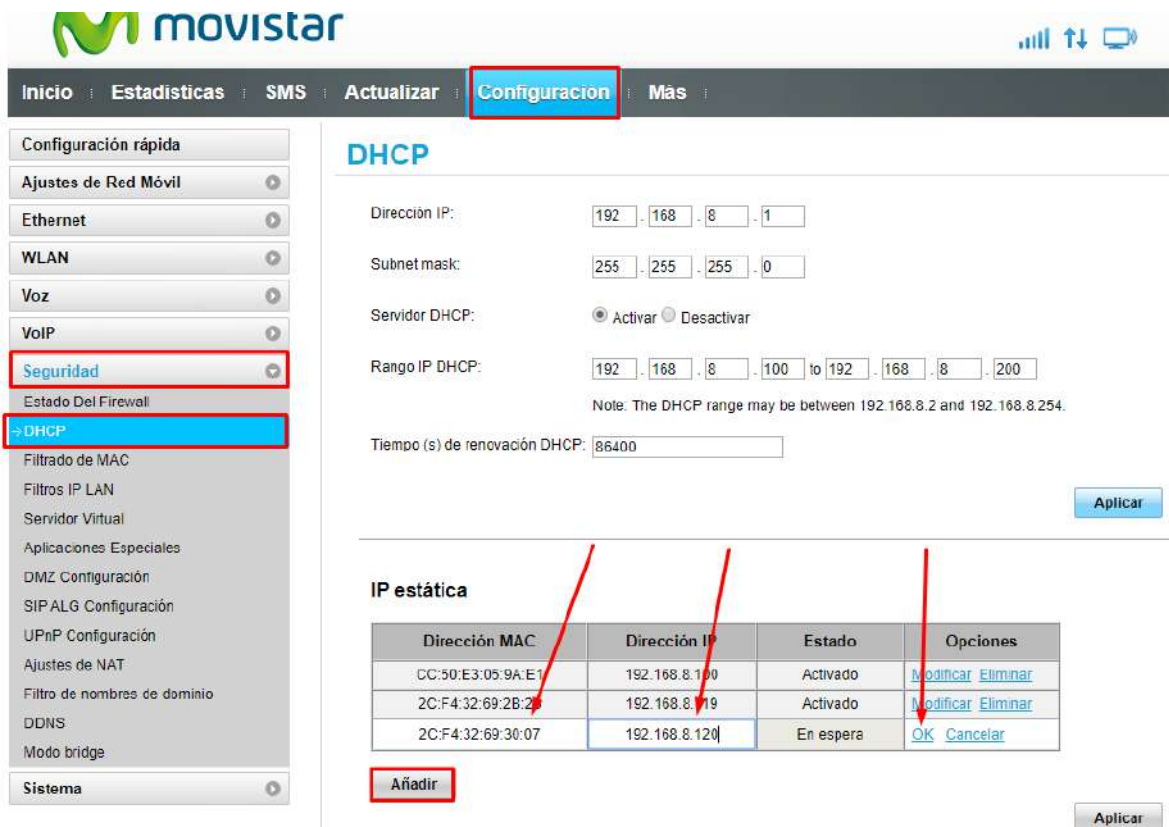 movistar
Inicio Estadísticas SMS Actualizar Configuración Más
Configuración rápida
Ajustes de Red Móvil
Ethernet
WLAN
Voz
VoIP
Seguridad
Estado Del Firewall
DHCP
Filtrado de MAC
Filtros IP LAN
Servidor Virtual
Aplicaciones Especiales
DMZ Configuración
SIP ALG Configuración
UPnP Configuración
Ajustes de NAT
Filtro de nombres de dominio
DDNS
Modo bridge
Sistema
DHCP
Dirección IP: 192 . 168 . 8 . 1
Subnet mask: 255 . 255 . 255 . 0
Servidor DHCP: Activar Desactivar
Rango IP DHCP: 192 . 168 . 8 . 100 to 192 . 168 . 8 . 200
Note: The DHCP range may be between 192.168.8.2 and 192.168.8.254.
Tiempo (s) de renovación DHCP: 86400
Aplicar
IP estática
Dirección MAC Dirección IP Estado Opciones
CC:50:E3:05:9A:E1 192.168.8.100 Activado Modificar Eliminar
Activado Modificar Eliminar
2C:F4:32:69:30:07 192.168.8.120 En espera OK Cancelar
Añadir
Aplicar